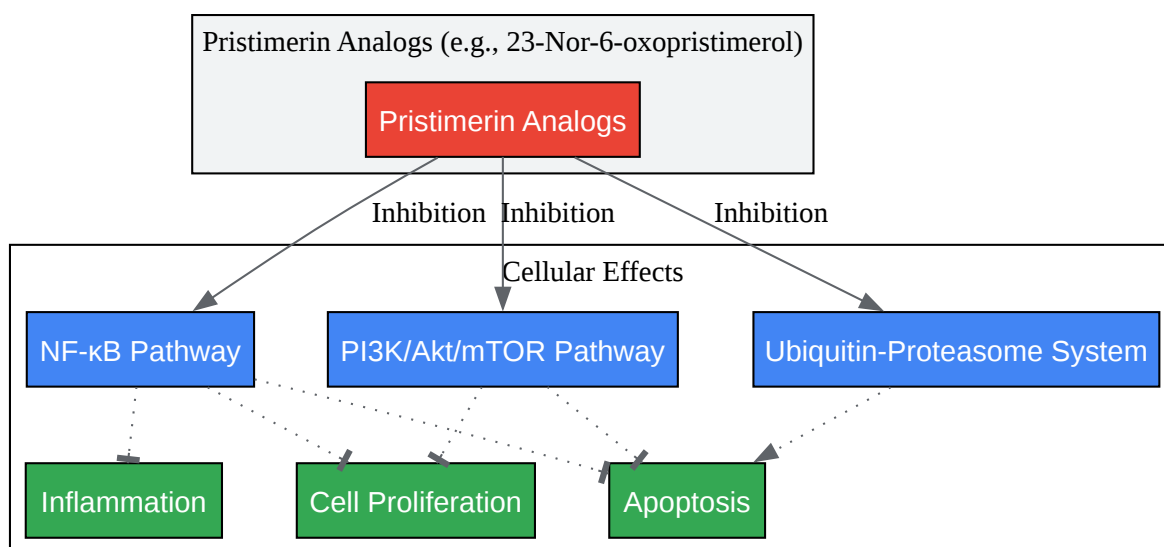 Pristimerin Analogs (e.g., 23-Nor-6-oxopristimerol)
Pristimerin Analogs
Inhibition
Inhibition
Inhibition
Cellular Effects
NF-κB Pathway
PI3K/Akt/mTOR Pathway
Ubiquitin-Proteasome System
Inflammation
Cell Proliferation
Apoptosis